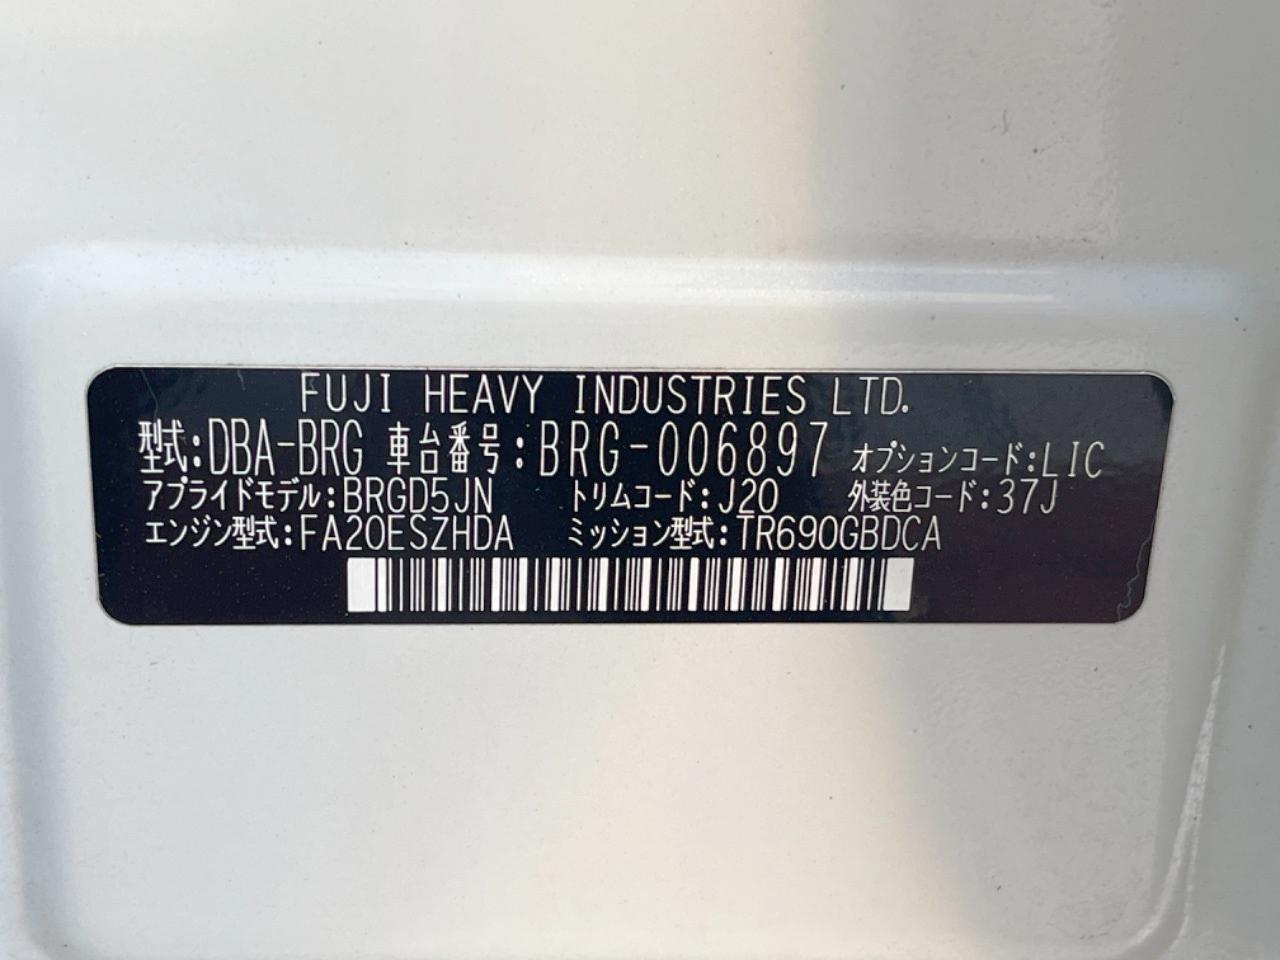 FUJI HEAVY INDUSTRIES LTD.
型式:DBA-BRG 車台番号:BRG-006897 オプションコード:LIC
アプライドモデル:BRGD5JN トリムコード:J20 外装色コード:37J
エンジン型式:FA20ESZHDA ミッション型式:TR690GBDCA